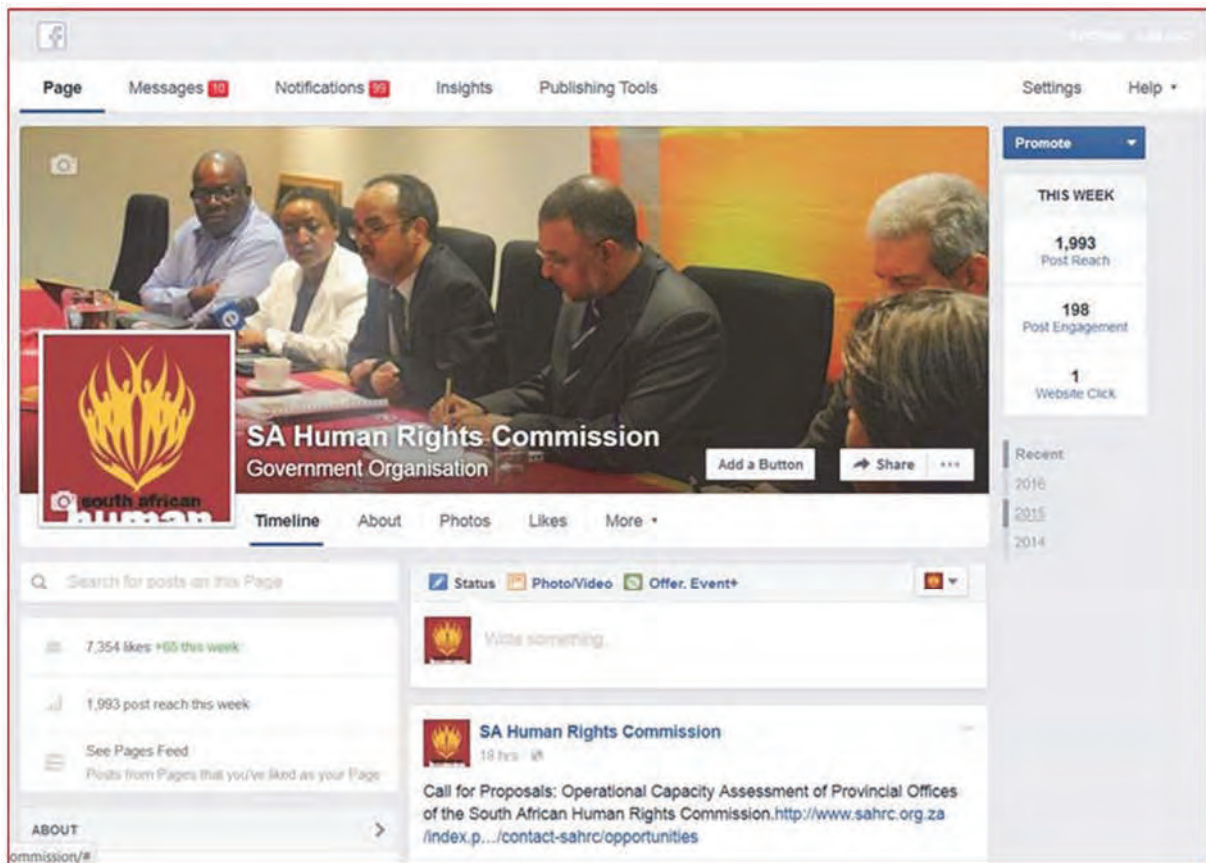 Page Messages 10 Notifications 99 Insights Publishing Tools Settings Help
Promote
THIS WEEK
1,993
Post Reach
198
Post Engagement
1
Website Click
Recent
2016
2015
2014
south african
human
SA Human Rights Commission
Government Organisation
Add a Button Share
Timeline About Photos Likes More
Search for posts on this Page
7,354 likes +65 this week
1,993 post reach this week
See Pages Feed
Posts from Pages that you've liked as your Page
ABOUT
ommission/#
Status Photo/Video Offer, Event+
Write something.
SA Human Rights Commission
18 hrs
Call for Proposals: Operational Capacity Assessment of Provincial Offices
of the South African Human Rights Commission.http://www.sahrc.org.za
/index.p.../contact-sahrc/opportunities